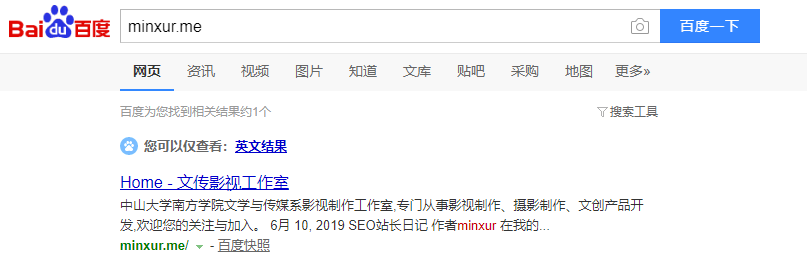 Bai du 百度 minxur.me 百度一下
网页 资讯 视频 图片 知道 文库 贴吧 采购 地图 更多»
百度为您找到相关结果约1个 搜索工具
您可以仅查看：英文结果
Home - 文传影视工作室
中山大学南方学院文学与传媒系影视制作工作室,专门从事影视制作、摄影制作、文创产品开
发,欢迎您的关注与加入。 6月 10, 2019 SEO站长日记 作者minxur 在我的...
minxur.me/ - 百度快照